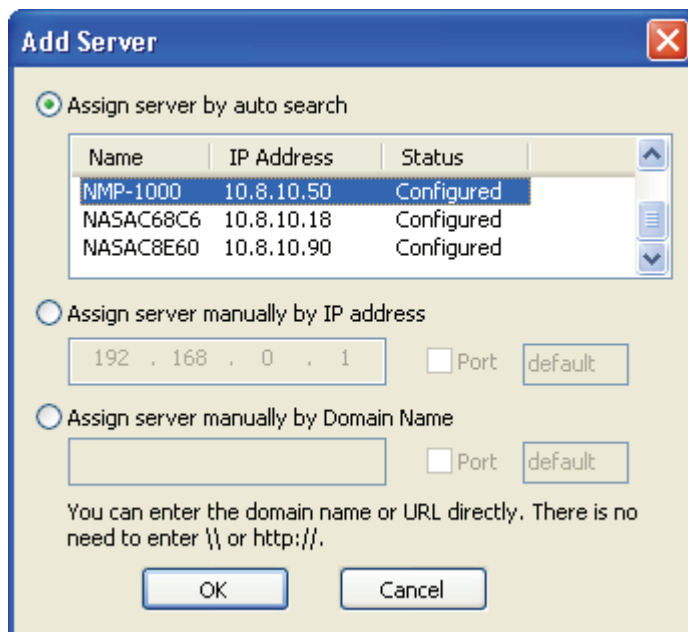 Add Server
Assign server by auto search
Name IP Address Status
NMP-1000 10.8.10.50 Configured
NASAC68C6 10.8.10.18 Configured
NASAC8E60 10.8.10.90 Configured
Assign server manually by IP address
192 . 168 . 0 . 1 Port default
Assign server manually by Domain Name
Port default
You can enter the domain name or URL directly. There is no
need to enter \\ or http://.
OK Cancel